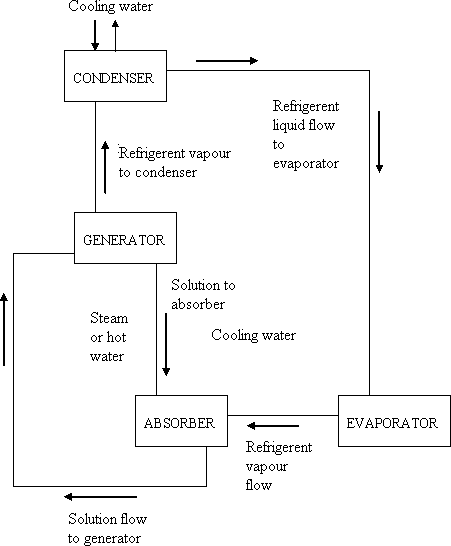 Cooling water
CONDENSER
Refrigerent
liquid flow
to
evaporator
Refrigerent vapour
to condenser
GENERATOR
Solution to
absorber
Steam
or hot
water
Cooling water
ABSORBER
EVAPORATOR
Refrigerent
vapour
flow
Solution flow
to generator